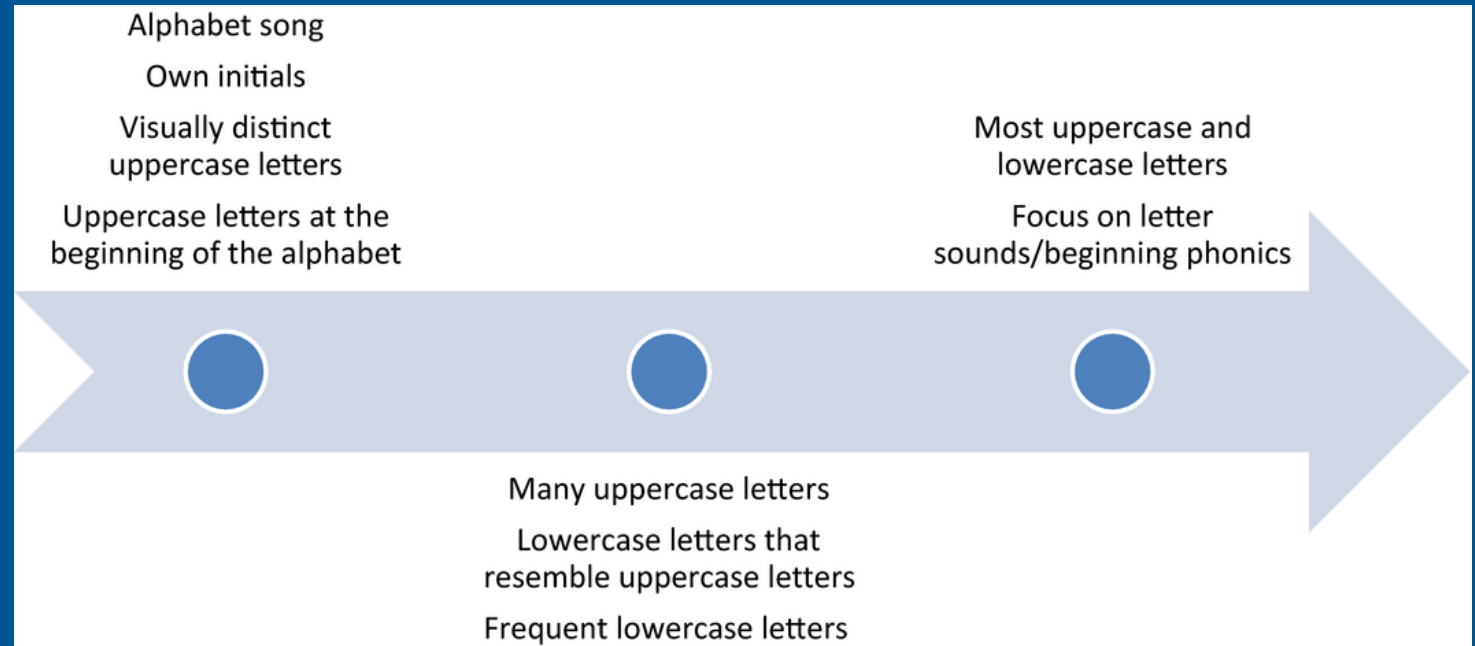 Alphabet song
Own initials
Visually distinct
uppercase letters
Uppercase letters at the
beginning of the alphabet
Many uppercase letters
Lowercase letters that
resemble uppercase letters
Frequent lowercase letters
Most uppercase and
lowercase letters
Focus on letter
sounds/beginning phonics